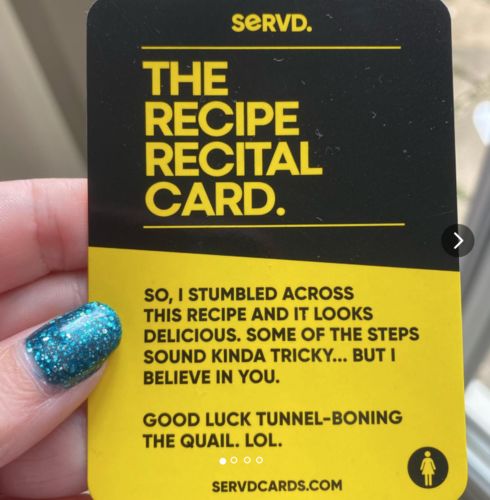 SeRVD.
THE
RECIPE
RECITAL
CARD.
SO, I STUMBLED ACROSS
THIS RECIPE AND IT LOOKS
DELICIOUS. SOME OF THE STEPS
SOUND KINDA TRICKY... BUT I
BELIEVE IN YOU.
GOOD LUCK TUNNEL-BONING
THE QUAIL. LOL.
SERVDCARDS.COM